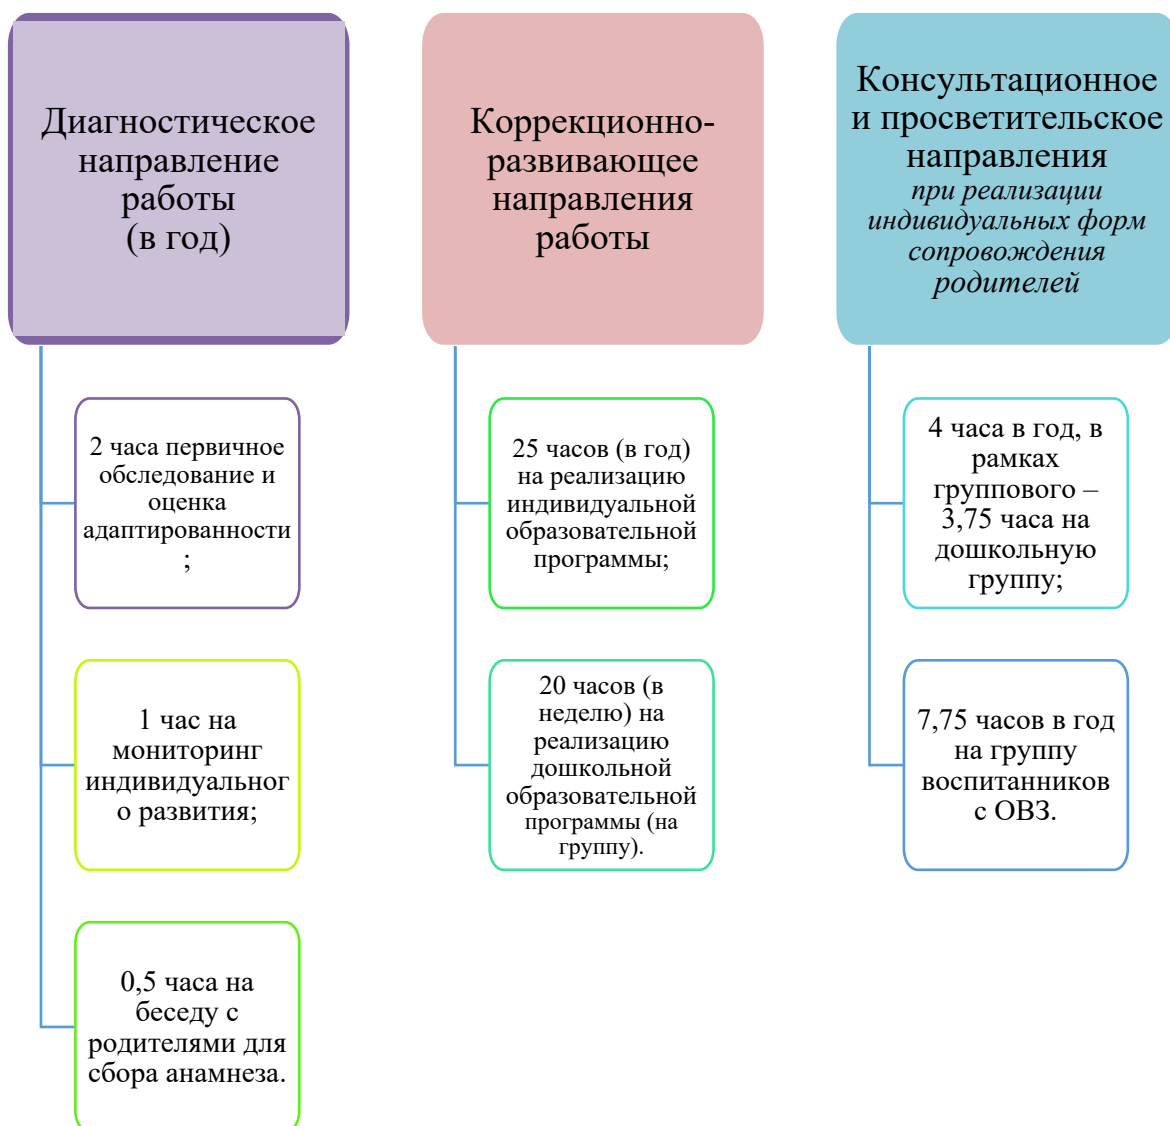 Диагностическое
направление
работы
(в год)
2 часа первичное
обследование и
оценка
адаптированности
;
1 час на
мониторинг
индивидуальног
о развития;
0,5 часа на
беседу с
родителями для
сбора анамнеза.
Коррекционно-
развивающее
направления
работы
25 часов (в год)
на реализацию
индивидуальной
образовательной
программы;
20 часов (в
неделю) на
реализацию
дошкольной
образовательной
программы (на
группу).
Консультационное
и просветительское
направления
при реализации
индивидуальных форм
сопровождения
родителей
4 часа в год, в
рамках
группового –
3,75 часа на
дошкольную
группу;
7,75 часов в год
на группу
воспитанников
с ОВЗ.